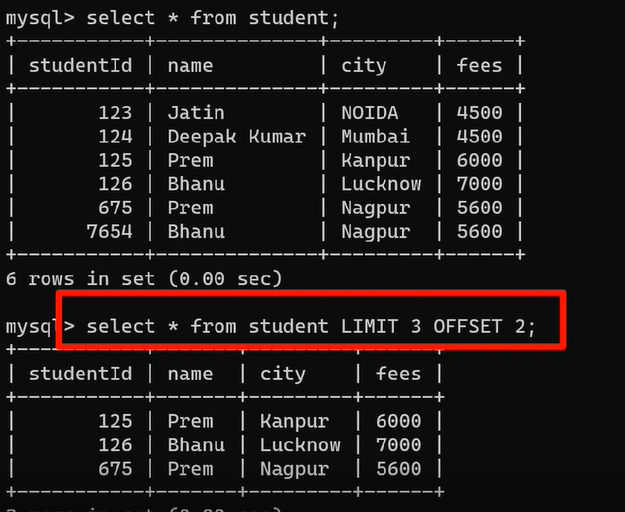 mysql> select * from student;
+-----------+--------------+---------+------+
| studentId | name         | city    | fees |
+-----------+--------------+---------+------+
|       123 | Jatin        | NOIDA   | 4500 |
|       124 | Deepak Kumar | Mumbai  | 4500 |
|       125 | Prem         | Kanpur  | 6000 |
|       126 | Bhanu        | Lucknow | 7000 |
|       675 | Prem         | Nagpur  | 5600 |
|      7654 | Bhanu        | Nagpur  | 5600 |
+-----------+--------------+---------+------+
6 rows in set (0.00 sec)
mysql> select * from student LIMIT 3 OFFSET 2;
+-----------+-------+---------+------+
| studentId | name  | city    | fees |
+-----------+-------+---------+------+
|       125 | Prem  | Kanpur  | 6000 |
|       126 | Bhanu | Lucknow | 7000 |
|       675 | Prem  | Nagpur  | 5600 |
+-----------+-------+---------+------+